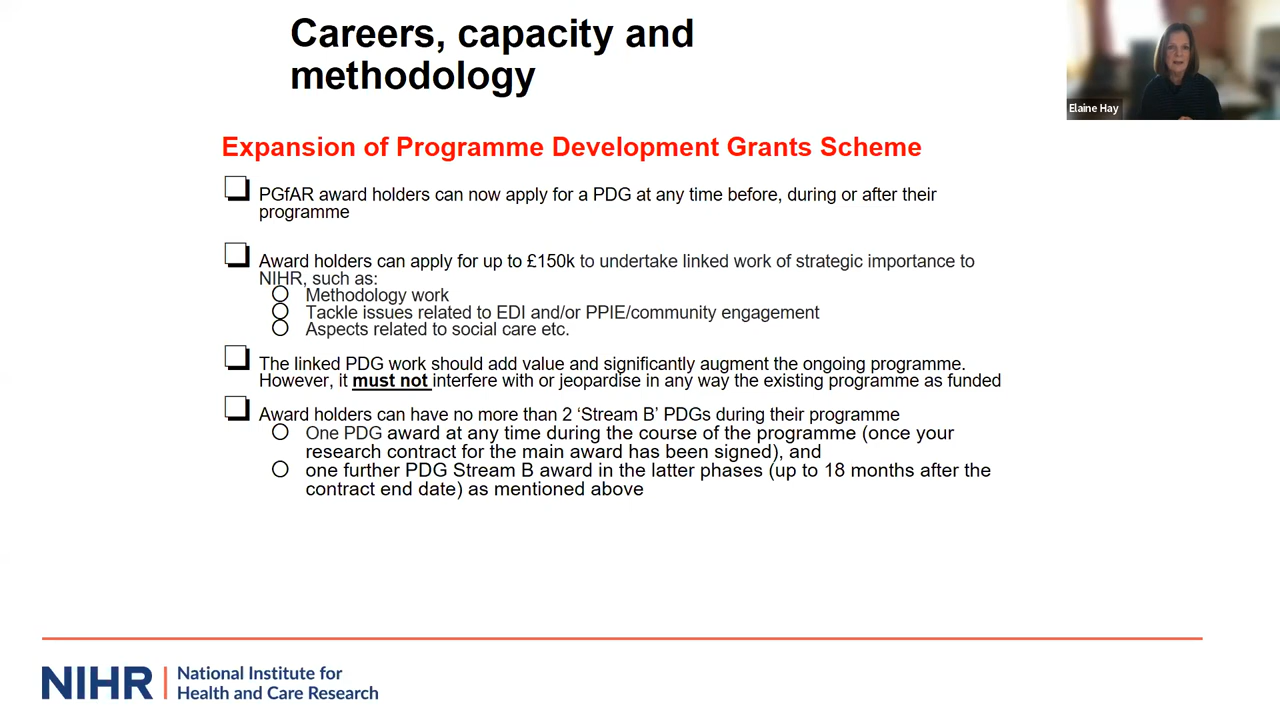 Careers, capacity and
methodology
Elaine Hay
Expansion of Programme Development Grants Scheme
PGfAR award holders can now apply for a PDG at any time before, during or after their
programme
Award holders can apply for up to £150k to undertake linked work of strategic importance to
NIHR, such as:
Methodology work
Tackle issues related to EDI and/or PPIE/community engagement
Aspects related to social care etc.
The linked PDG work should add value and significantly augment the ongoing programme.
However, it must not interfere with or jeopardise in any way the existing programme as funded
Award holders can have no more than 2 ‘Stream B’ PDGs during their programme
One PDG award at any time during the course of the programme (once your
research contract for the main award has been signed), and
one further PDG Stream B award in the latter phases (up to 18 months after the
contract end date) as mentioned above
NIHR | National Institute for
Health and Care Research